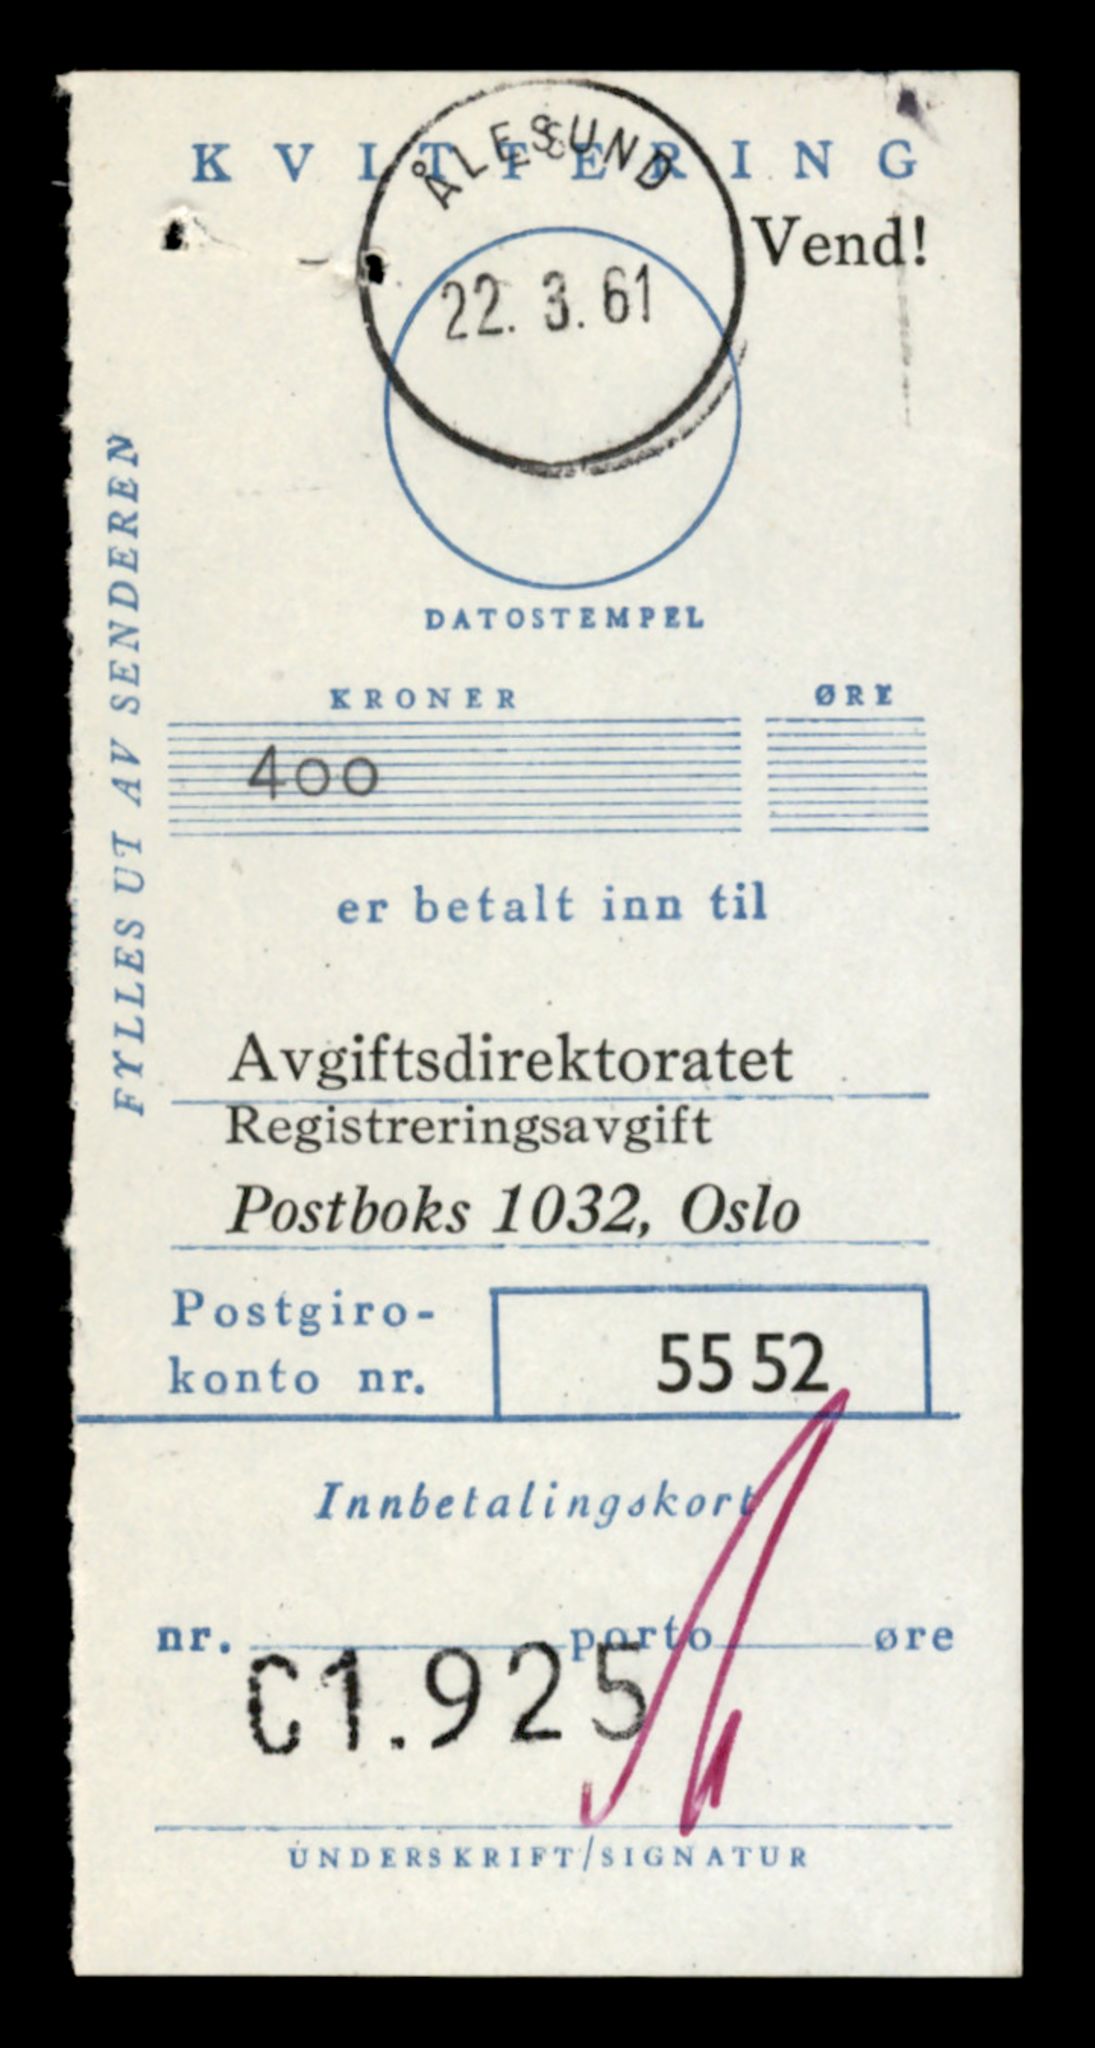 KVITTERING
ÅLESUND
Vend!
22. 3. 61
DATOSTEMPEL
FYLLES UT AV SENDEREN
KRONER ØRE
400
er betalt inn til
Avgiftsdirektoratet
Registreringsavgift
Postboks 1032, Oslo
Postgiro-
konto nr. 55 52
Innbetalingskort
nr. porto øre
C1.925
UNDERSKRIFT/SIGNATUR